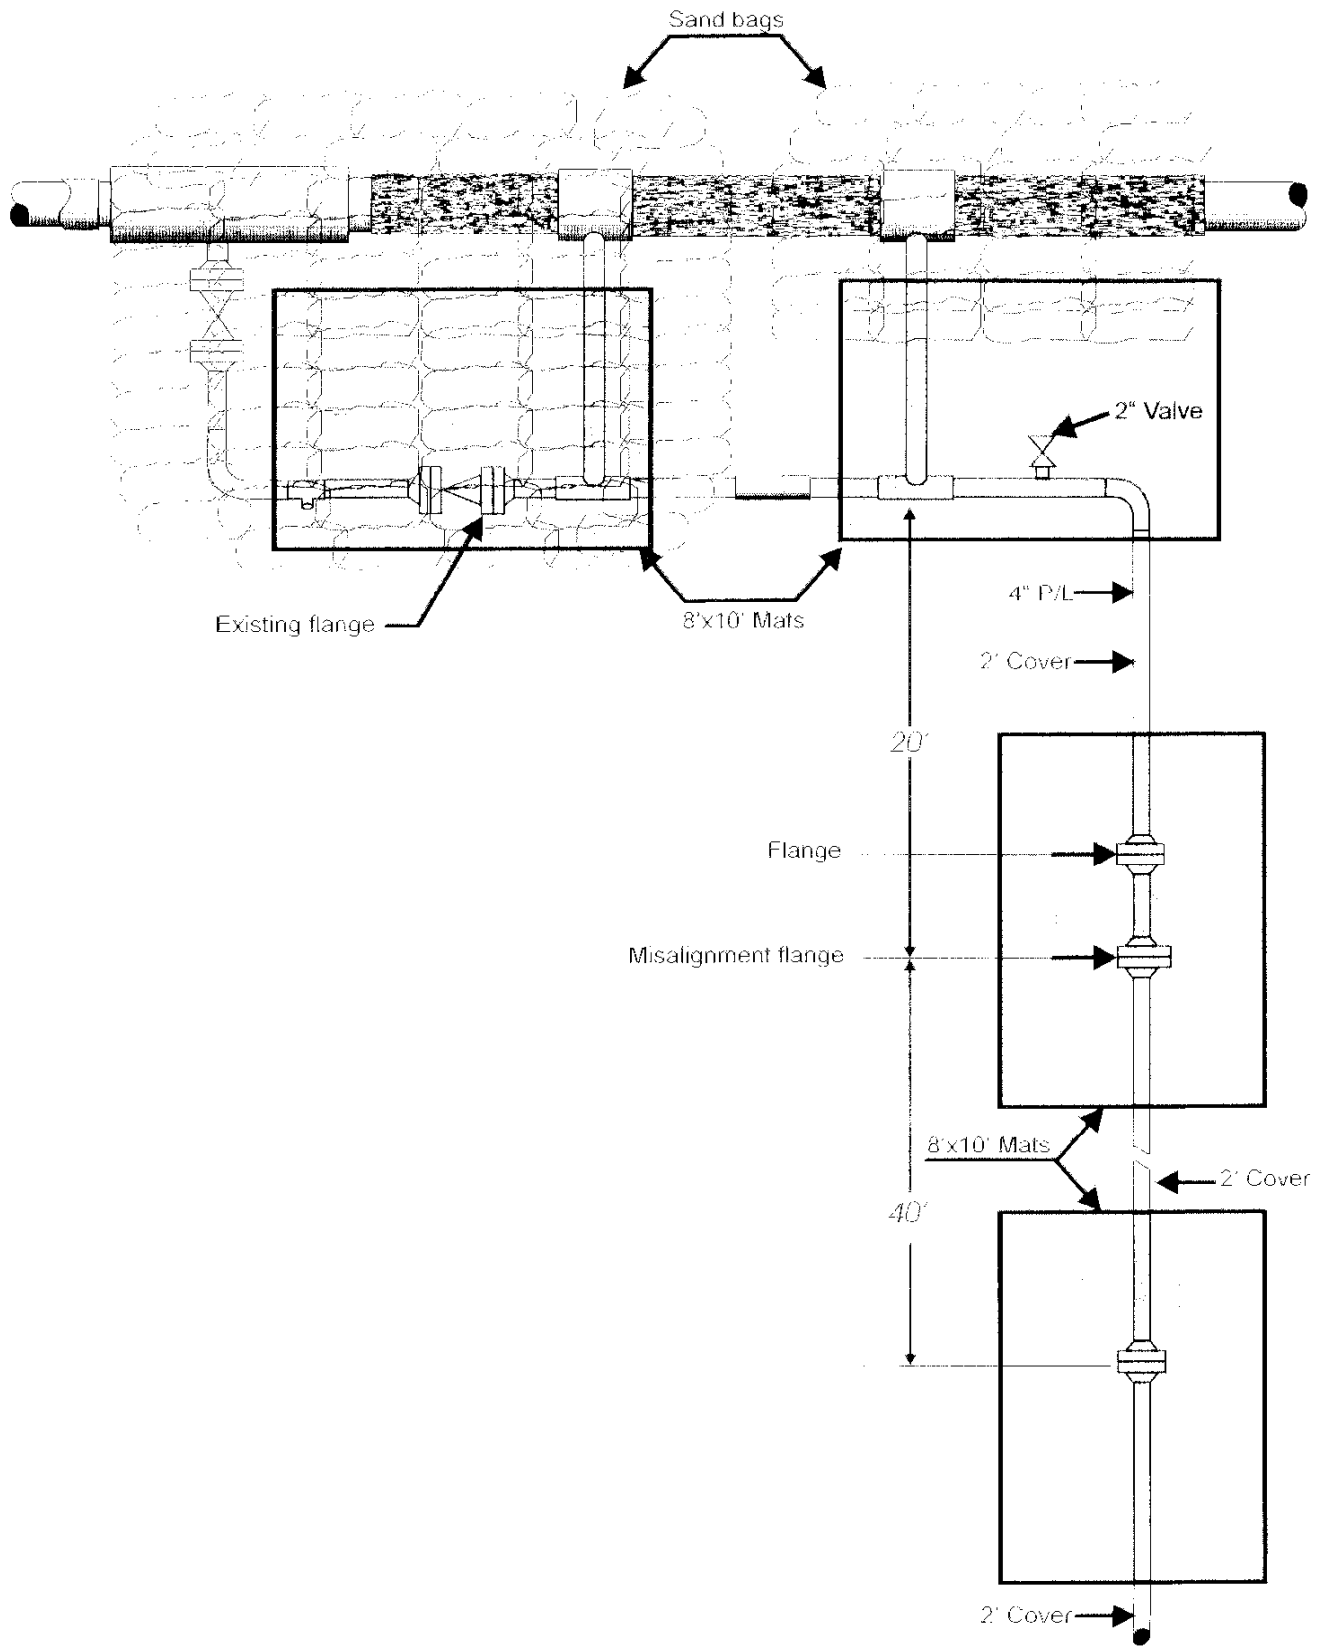 Sand bags
2“ Valve
4“ P/L
Existing flange
8'x10' Mats
2' Cover
20'
Flange
Misalignment flange
8'x10' Mats
2' Cover
40'
2' Cover